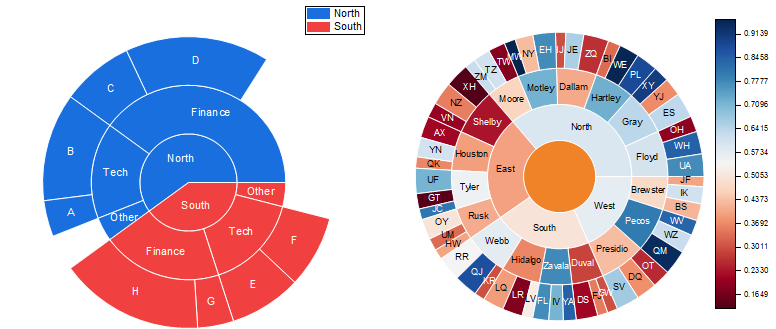 North
South
D
C
B
A
Finance
Tech
Other
North
South
Other
Tech
Finance
F
E
G
H
North
East
South
West
Motley
Dallam
Hartley
Gray
Floyd
Brewster
Pecos
Presidio
Duval
Zavala
Hidalgo
Webb
Rusk
Tyler
Houston
Shelby
Moore
NY
EH
IJ
JE
ZQ
BI
WE
PL
XY
YJ
ES
OH
WH
UA
JF
IK
BS
WV
WZ
QM
OT
DQ
SV
FJ
DS
YA
IV
FL
LV
LR
LQ
XR
QJ
RR
HW
UM
OY
JC
GT
UF
QK
YN
AX
VN
NZ
XH
ZM
TZ
TW
0.9139
0.8458
0.7777
0.7096
0.6415
0.5734
0.5053
0.4373
0.3692
0.3011
0.2330
0.1649